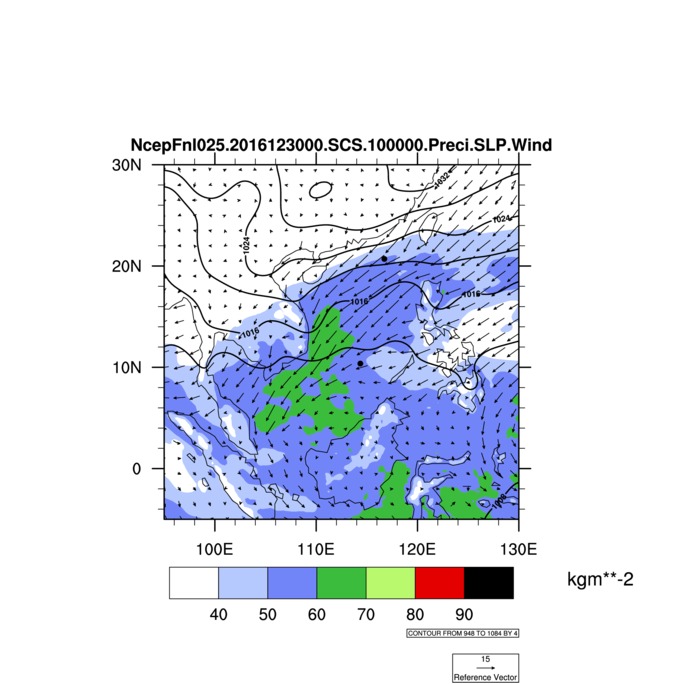 NcepFnl025.2016123000.SCS.100000.Preci.SLP.Wind
30N
1032
1024
1024
20N
1016
1016
1016
10N
0
1008
100E 110E 120E 130E
40 50 60 70 80 90
kgm**-2
CONTOUR FROM 948 TO 1084 BY 4
15
Reference Vector